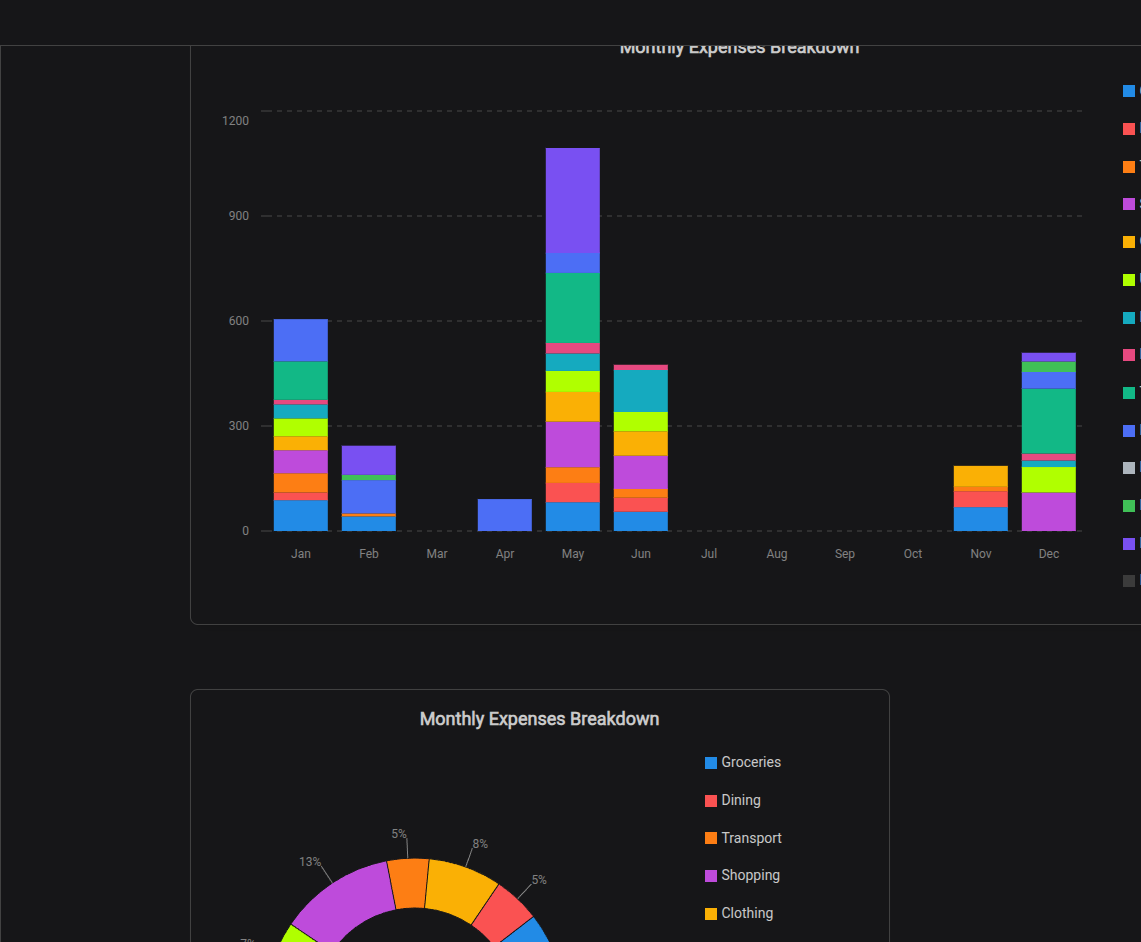 Monthly Expenses Breakdown
1200
900
600
300
0
Jan Feb Mar Apr May Jun Jul Aug Sep Oct Nov Dec
Monthly Expenses Breakdown
Groceries
Dining
Transport
Shopping
Clothing
5%
8%
13%
5%
7%